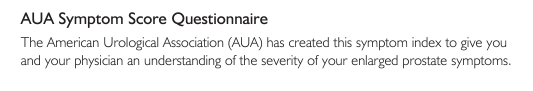 AUA Symptom Score Questionnaire
The American Urological Association (AUA) has created this symptom index to give you
and your physician an understanding of the severity of your enlarged prostate symptoms.